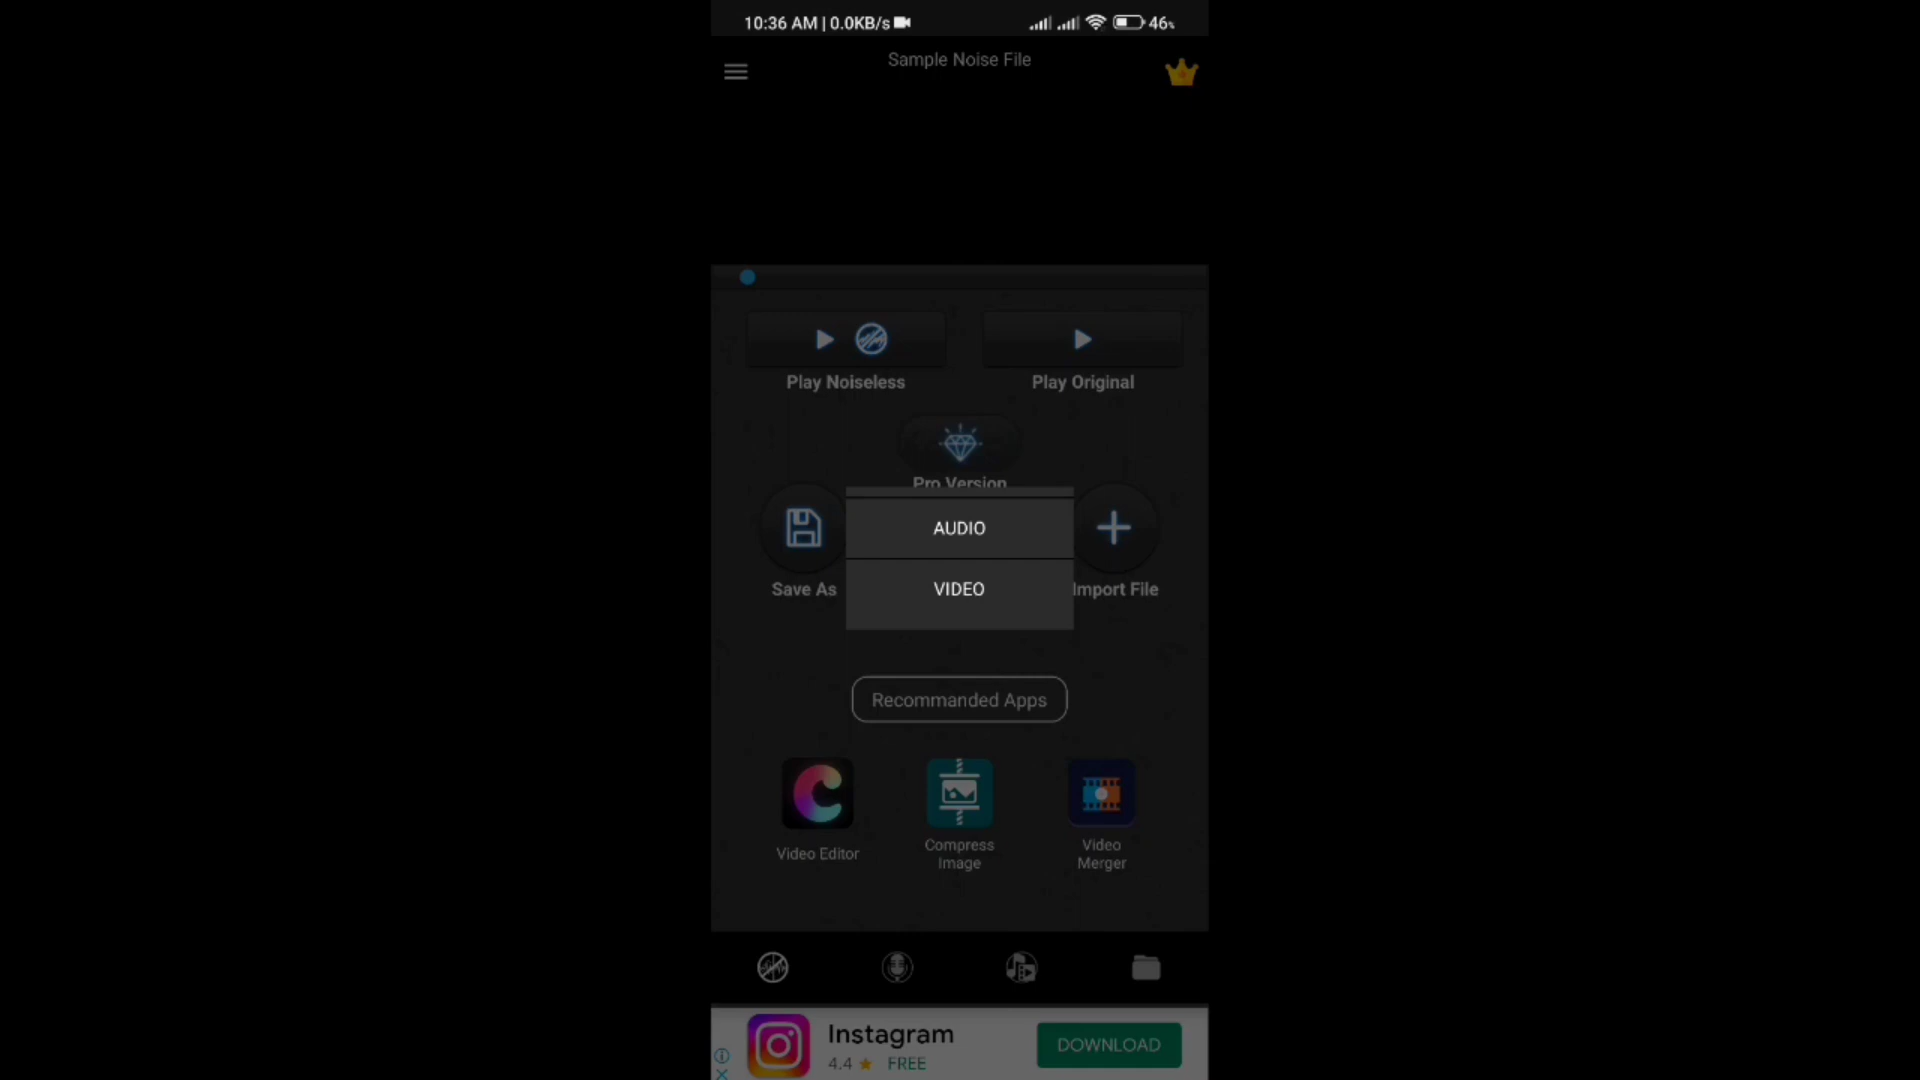 10:36 AM | 0.0KB/s 46%
Sample Noise File
Play Noiseless Play Original
Pro Version
AUDIO
Save As VIDEO Import File
Recommanded Apps
Video Editor Compress Image Video Merger
Instagram
4.4 ★ FREE
DOWNLOAD